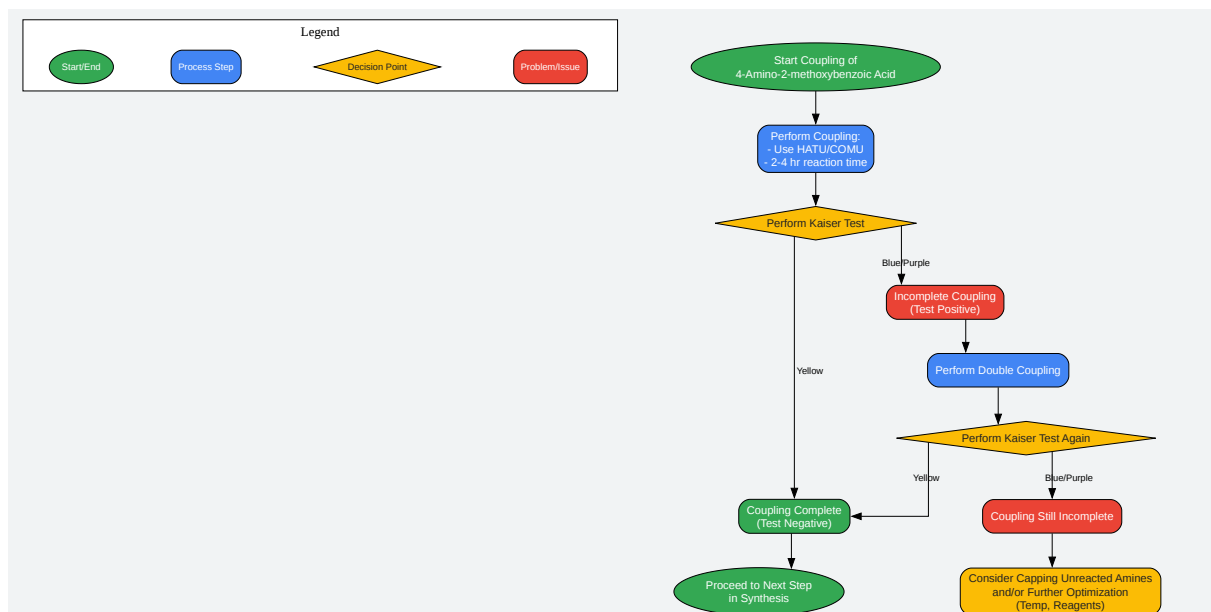 Legend
Start/End
Process Step
Decision Point
Problem/Issue
Start Coupling of
4-Amino-2-methoxybenzoic Acid
Perform Coupling:
- Use HATU/COMU
- 2-4 hr reaction time
Perform Kaiser Test
Blue/Purple
Incomplete Coupling
(Test Positive)
Yellow
Perform Double Coupling
Perform Kaiser Test Again
Yellow
Blue/Purple
Coupling Complete
(Test Negative)
Coupling Still Incomplete
Proceed to Next Step
in Synthesis
Consider Capping Unreacted Amines
and/or Further Optimization
(Temp, Reagents)